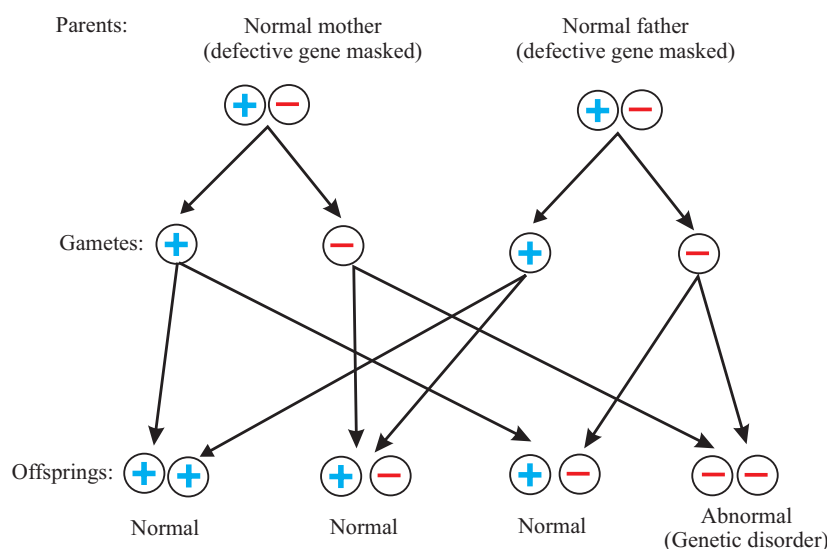 Parents:
Normal mother
(defective gene masked)
Normal father
(defective gene masked)
+ −
+ −
Gametes:
+
−
+
−
Offsprings:
+ +
+ −
+ −
− −
Normal
Normal
Normal
Abnormal
(Genetic disorder)